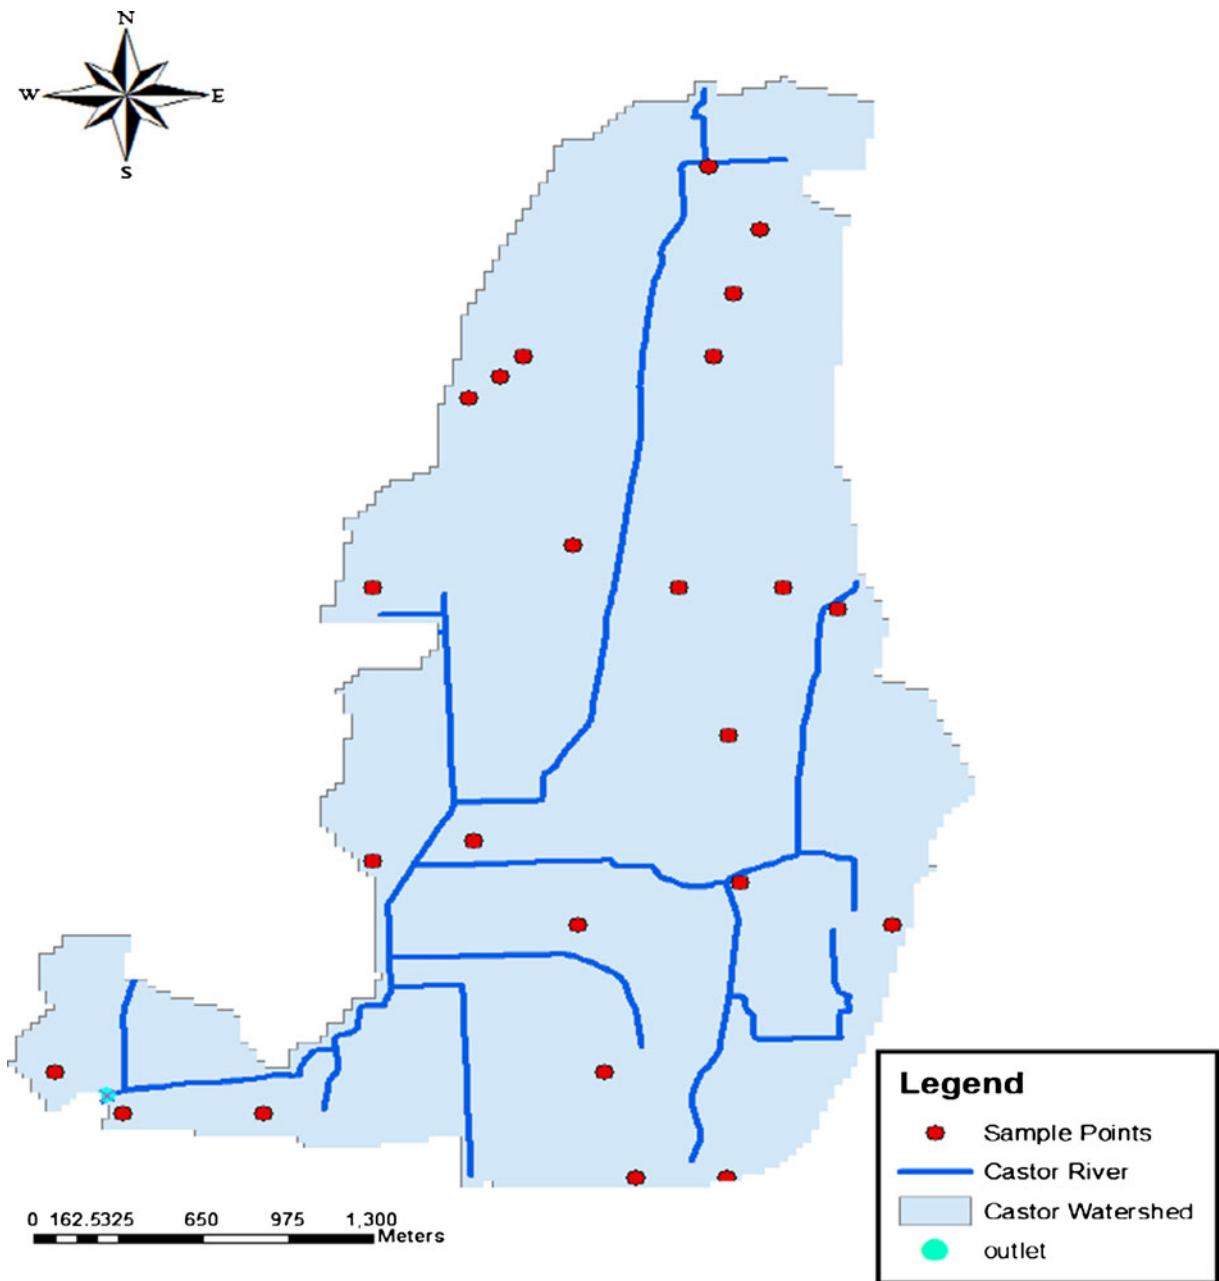 N
W E
S
Legend
Sample Points
Castor River
Castor Watershed
outlet
0 162.5325 650 975 1,300
Meters